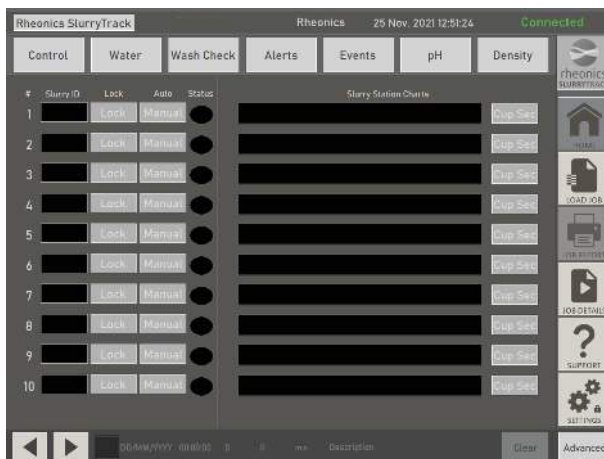 Rheonics SlurryTrack Rheonics 25 Nov. 2021 12:51:24 Connected
Control Water Wash Check Alerts Events pH Density
rheonics
SLURRYTRACK
# Slurry ID Lock Auto Status Slurry Station Charts
1 Lock Manual Cup Sec
2 Lock Manual Cup Sec
HOME
3 Lock Manual Cup Sec
4 Lock Manual Cup Sec
LOAD JOB
5 Lock Manual Cup Sec
6 Lock Manual Cup Sec
JOB REPORT
7 Lock Manual Cup Sec
8 Lock Manual Cup Sec
JOB DETAILS
9 Lock Manual Cup Sec
SUPPORT
10 Lock Manual Cup Sec
SETTINGS
DD/MM/YYYY 00:00:00 0 Description Clear Advanced